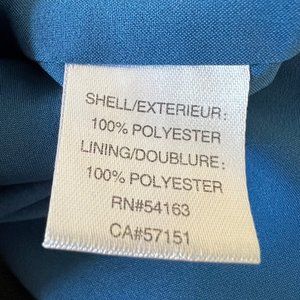 SHELL/EXTERIEUR:
100% POLYESTER
LINING/DOUBLURE:
100% POLYESTER
RN#54163
CA#57151